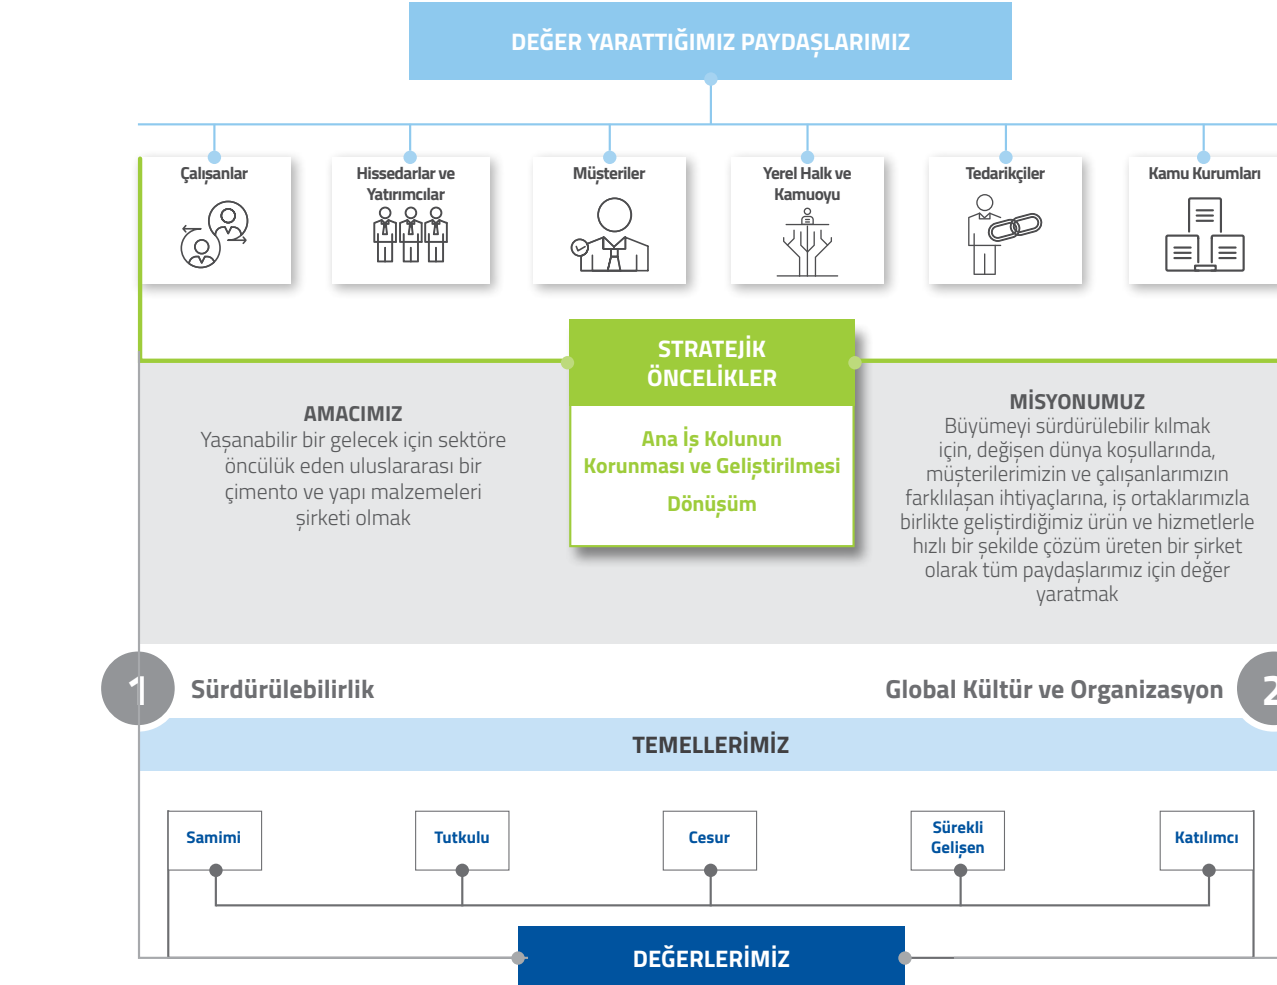 DEĞER YARATTIĞIMIZ PAYDAŞLARIMIZ
Çalışanlar
Hissedarlar ve
Yatırımcılar
Müşteriler
Yerel Halk ve
Kamuoyu
Tedarikçiler
Kamu Kurumları
STRATEJİK
ÖNCELİKLER
Ana İş Kolunun
Korunması ve Geliştirilmesi
Dönüşüm
AMACIMIZ
Yaşanabilir bir gelecek için sektöre
öncülük eden uluslararası bir
çimento ve yapı malzemeleri
şirketi olmak
MİSYONUMUZ
Büyümeyi sürdürülebilir kılmak
için, değişen dünya koşullarında,
müşterilerimizin ve çalışanlarımızın
farklılaşan ihtiyaçlarına, iş ortaklarımızla
birlikte geliştirdiğimiz ürün ve hizmetlerle
hızlı bir şekilde çözüm üreten bir şirket
olarak tüm paydaşlarımız için değer
yaratmak
1 Sürdürülebilirlik
Global Kültür ve Organizasyon 2
TEMELLERİMİZ
Samimi
Tutkulu
Cesur
Sürekli
Gelişen
Katılımcı
DEĞERLERİMİZ